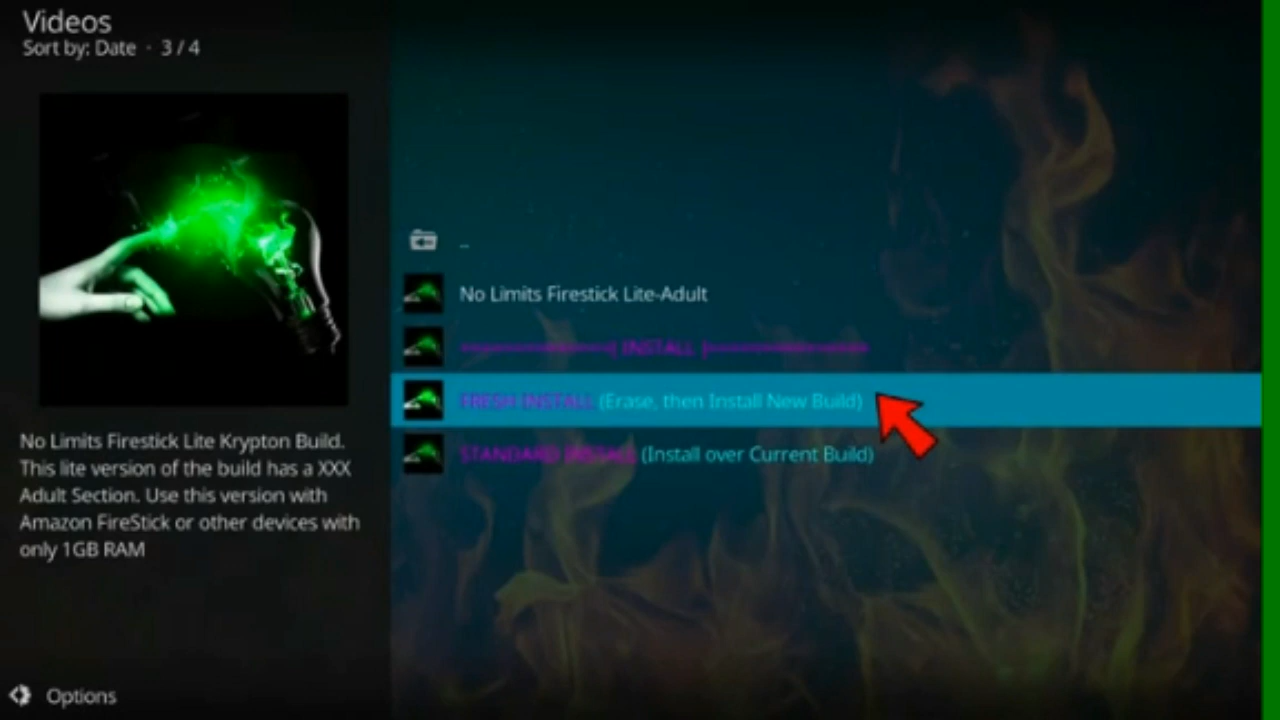 Videos
Sort by: Date · 3 / 4
..
No Limits Firestick Lite-Adult
| INSTALL |
FRESH INSTALL (Erase, then Install New Build)
STANDARD INSTALL (Install over Current Build)
No Limits Firestick Lite Krypton Build.
This lite version of the build has a XXX
Adult Section. Use this version with
Amazon FireStick or other devices with
only 1GB RAM
Options